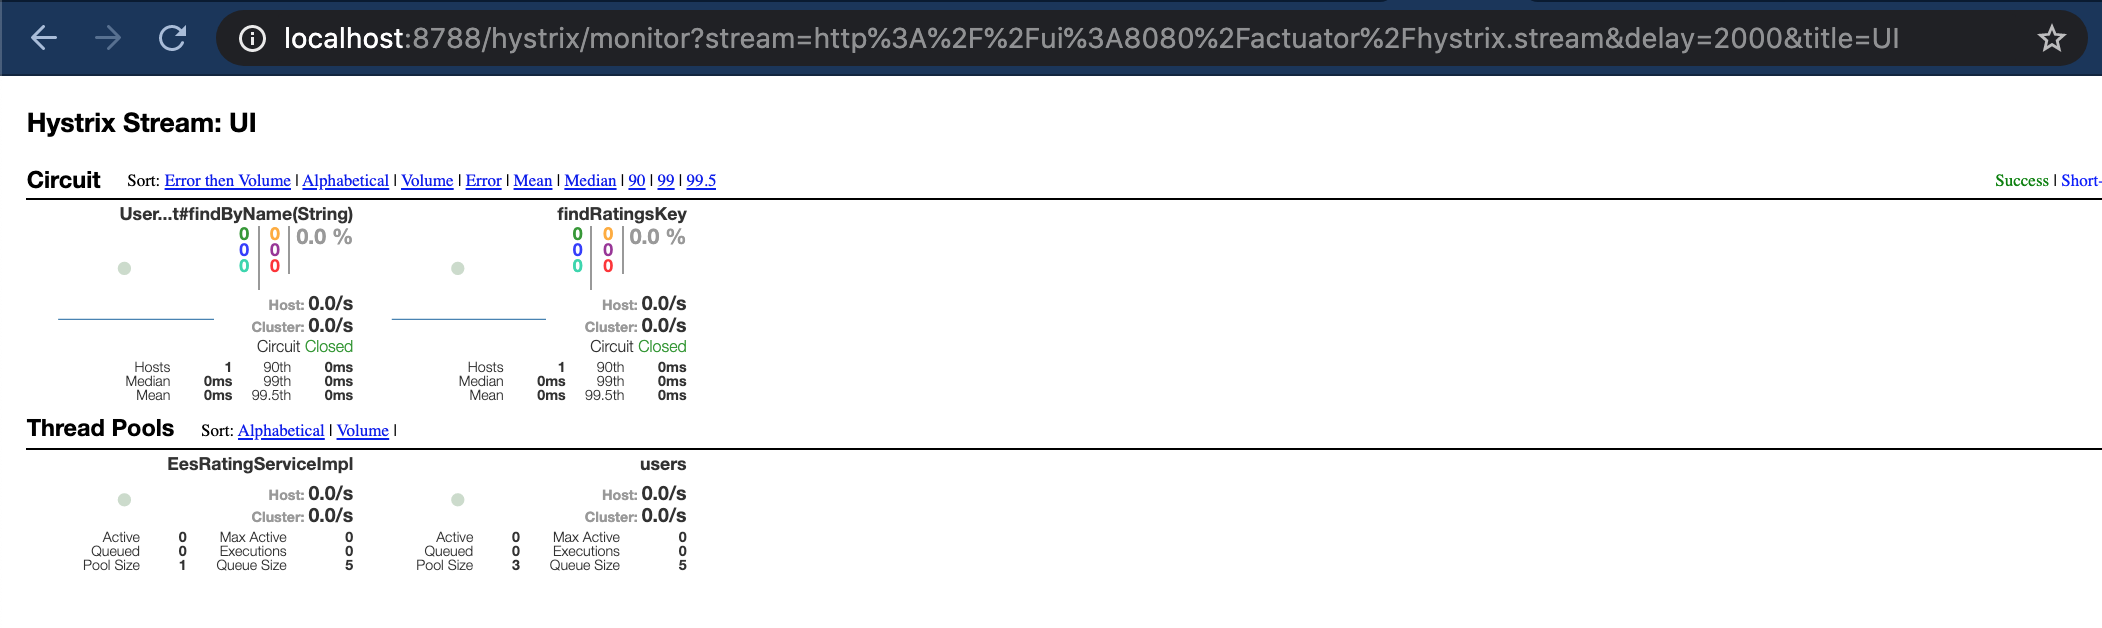 localhost:8788/hystrix/monitor?stream=http%3A%2F%2Fui%3A8080%2Factuator%2Fhystrix.stream&delay=2000&title=UI
Hystrix Stream: UI
Circuit Sort: Error then Volume | Alphabetical | Volume | Error | Mean | Median | 90 | 99 | 99.5 Success | Short-
User...t#findByName(String)
0 0 0.0 %
0 0
0 0
Host: 0.0/s
Cluster: 0.0/s
Circuit Closed
Hosts 1 90th 0ms
Median 0ms 99th 0ms
Mean 0ms 99.5th 0ms
findRatingsKey
0 0 0.0 %
0 0
0 0
Host: 0.0/s
Cluster: 0.0/s
Circuit Closed
Hosts 1 90th 0ms
Median 0ms 99th 0ms
Mean 0ms 99.5th 0ms
Thread Pools Sort: Alphabetical | Volume |
EesRatingServiceImpl
Host: 0.0/s
Cluster: 0.0/s
Active 0 Max Active 0
Queued 0 Executions 0
Pool Size 1 Queue Size 5
users
Host: 0.0/s
Cluster: 0.0/s
Active 0 Max Active 0
Queued 0 Executions 0
Pool Size 3 Queue Size 5